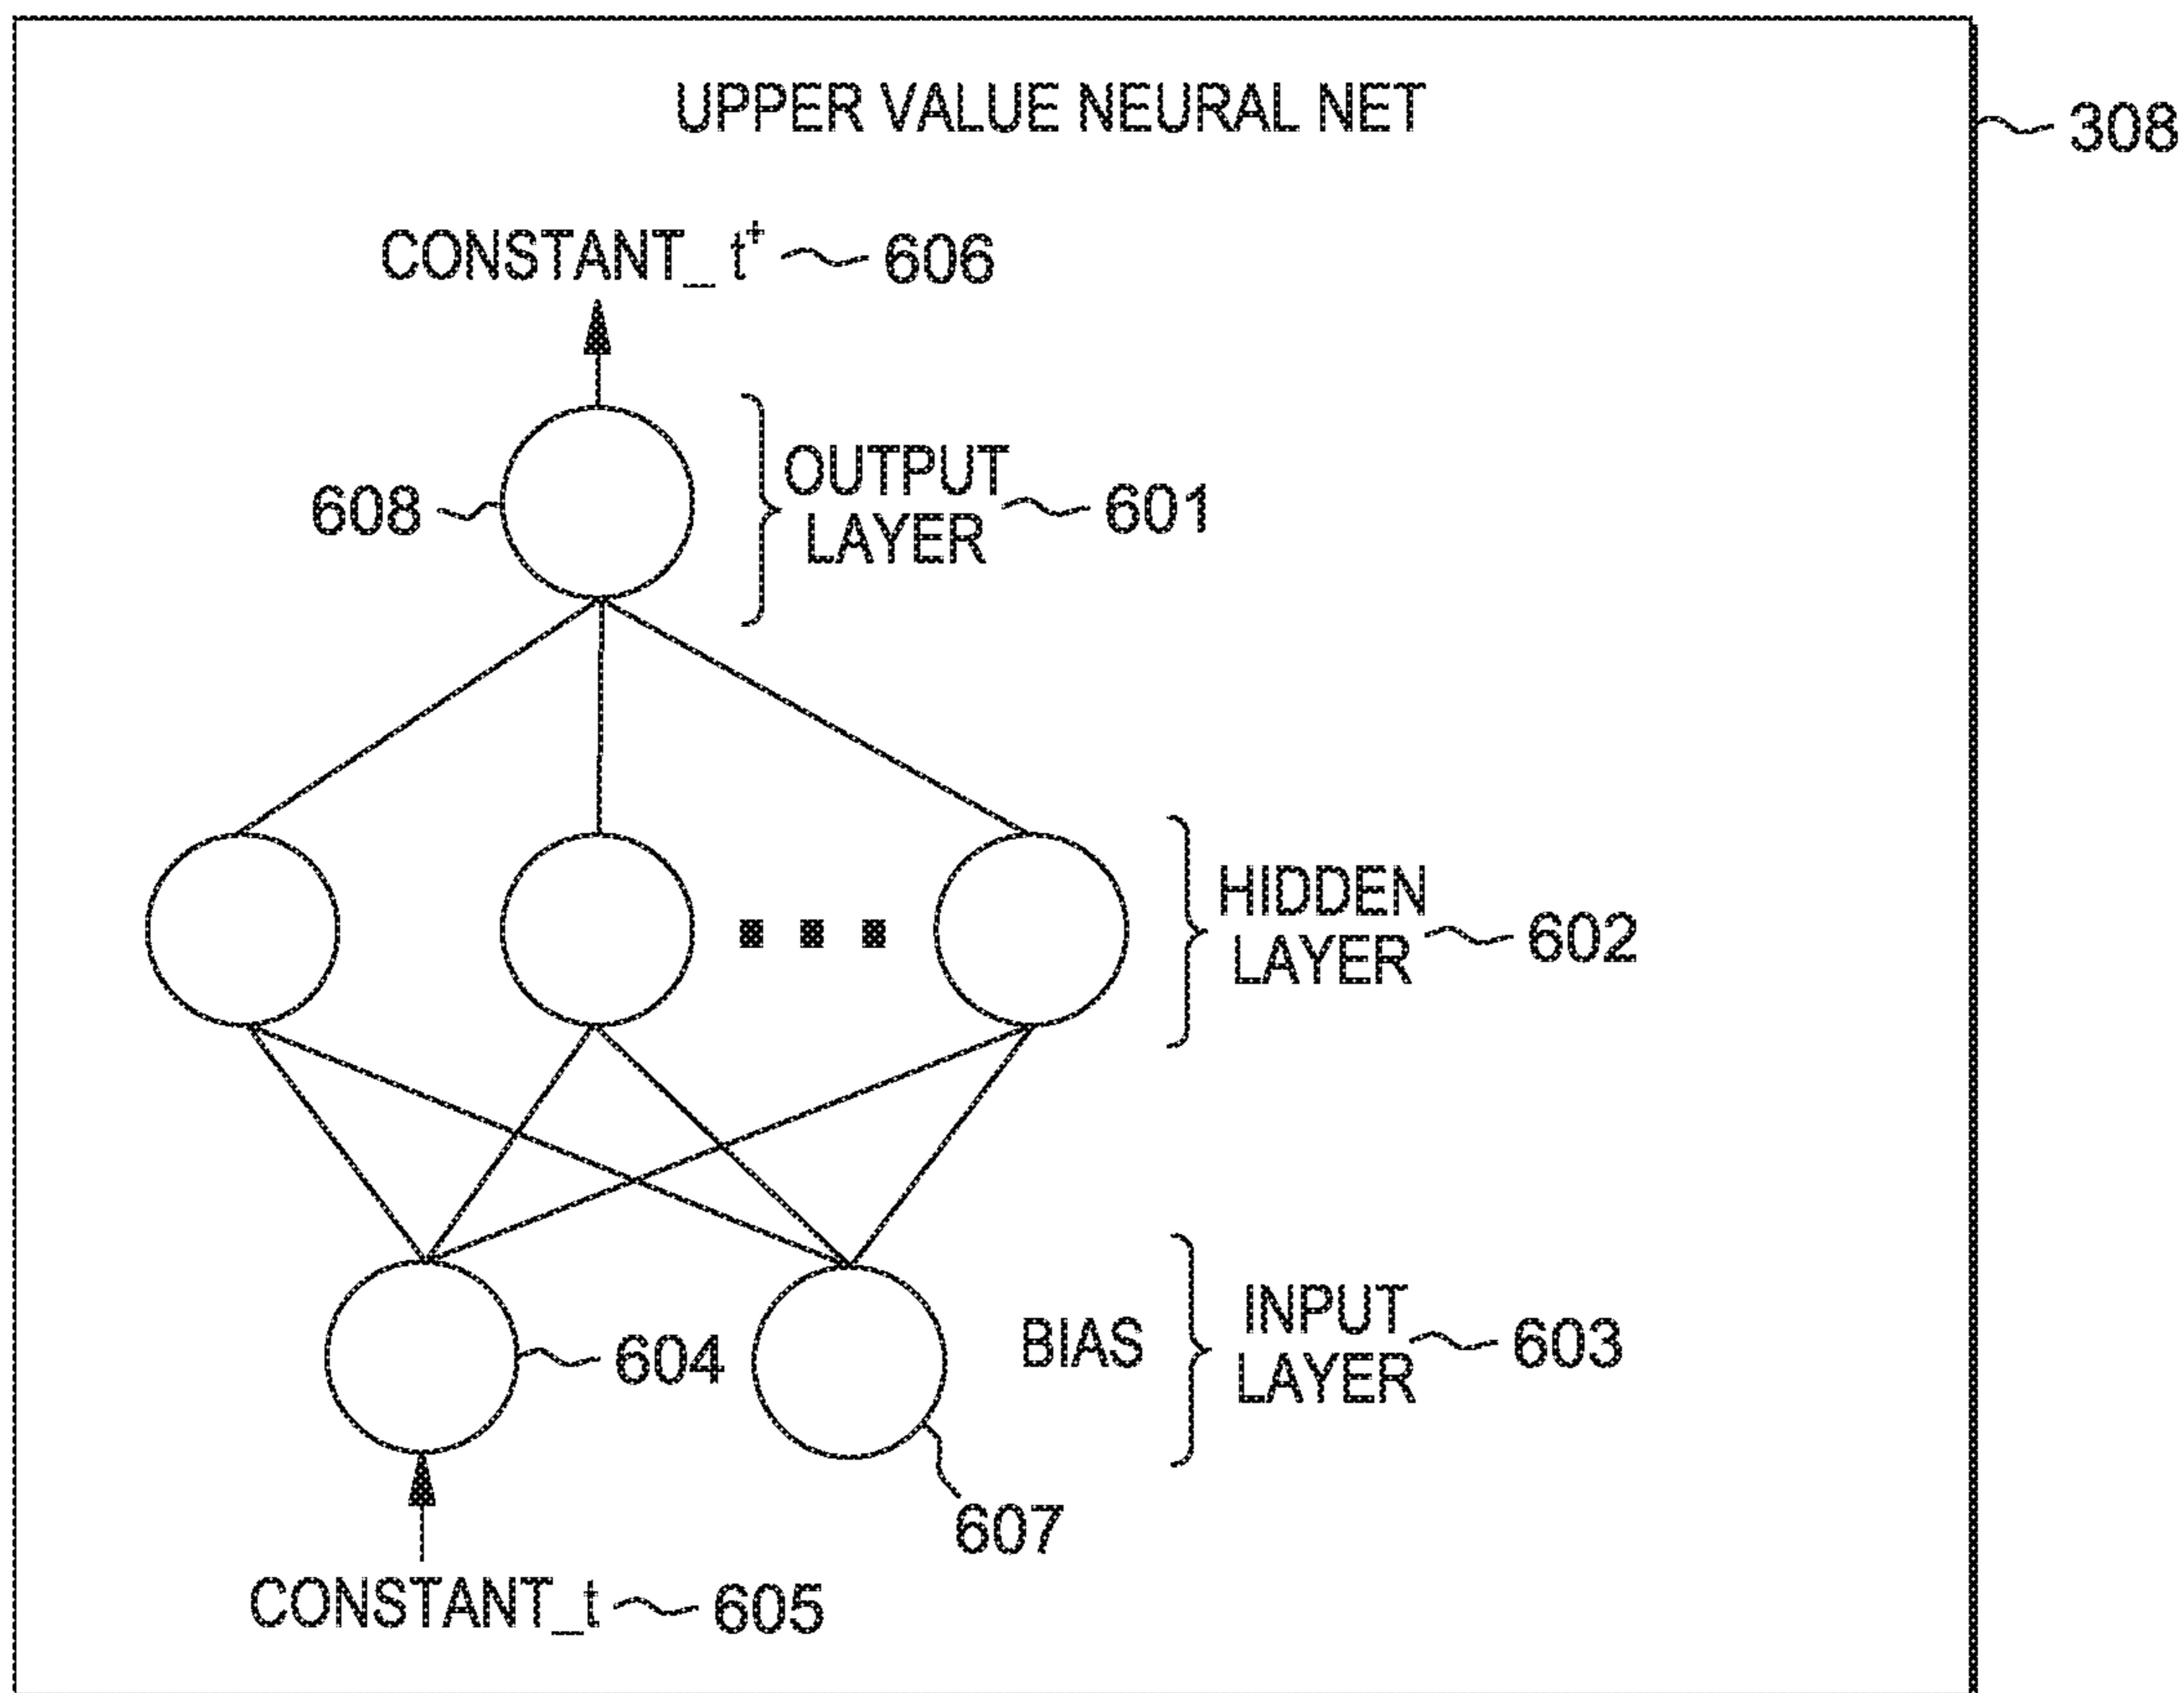 UPPER VALUE NEURAL NET
308
CONSTANT_ t⁺ 606
608
OUTPUT
LAYER
601
HIDDEN
LAYER
602
604
BIAS
INPUT
LAYER
603
607
CONSTANT_t 605